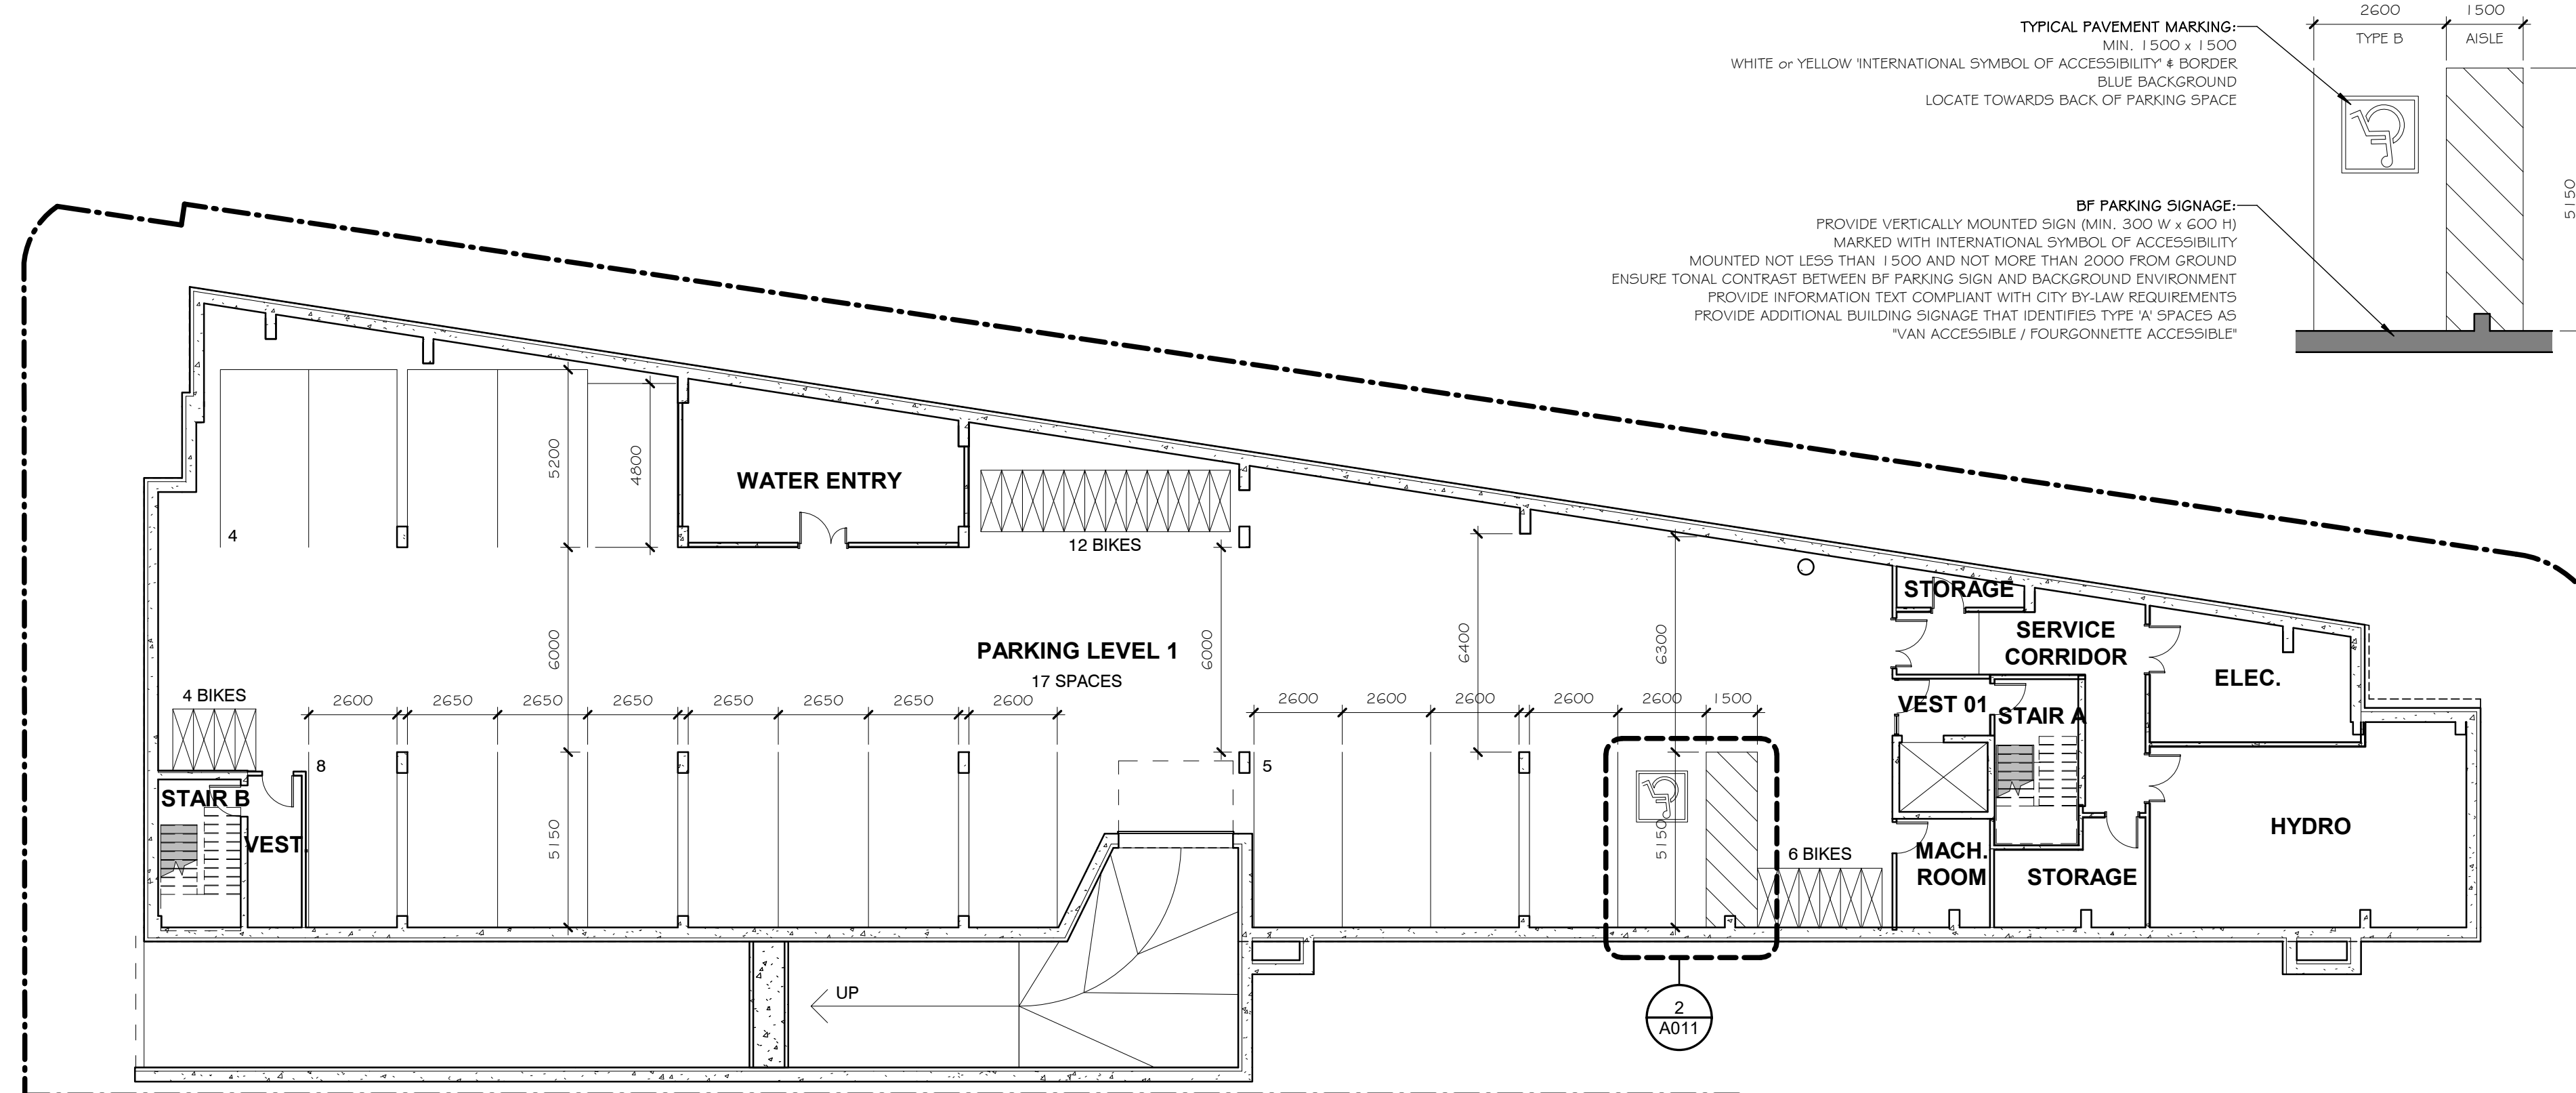 2600
1500
TYPE B
AISLE
5150
TYPICAL PAVEMENT MARKING:
MIN. 1500 x 1500
WHITE or YELLOW 'INTERNATIONAL SYMBOL OF ACCESSIBILITY' & BORDER
BLUE BACKGROUND
LOCATE TOWARDS BACK OF PARKING SPACE
BF PARKING SIGNAGE:
PROVIDE VERTICALLY MOUNTED SIGN (MIN. 300 W x 600 H)
MARKED WITH INTERNATIONAL SYMBOL OF ACCESSIBILITY
MOUNTED NOT LESS THAN 1500 AND NOT MORE THAN 2000 FROM GROUND
ENSURE TONAL CONTRAST BETWEEN BF PARKING SIGN AND BACKGROUND ENVIRONMENT
PROVIDE INFORMATION TEXT COMPLIANT WITH CITY BY-LAW REQUIREMENTS
PROVIDE ADDITIONAL BUILDING SIGNAGE THAT IDENTIFIES TYPE 'A' SPACES AS
"VAN ACCESSIBLE / FOURGONNETTE ACCESSIBLE"
5200
4800
WATER ENTRY
4
12 BIKES
STORAGE
SERVICE
CORRIDOR
6000
PARKING LEVEL 1
17 SPACES
6000
6400
6300
ELEC.
4 BIKES
2600
2650
2650
2650
2650
2650
2650
2600
2600
2600
2600
2600
2600
1500
VEST 01
STAIR A
8
5
STAIR B
VEST.
5150
5150
6 BIKES
MACH.
ROOM
STORAGE
HYDRO
UP
2
A011